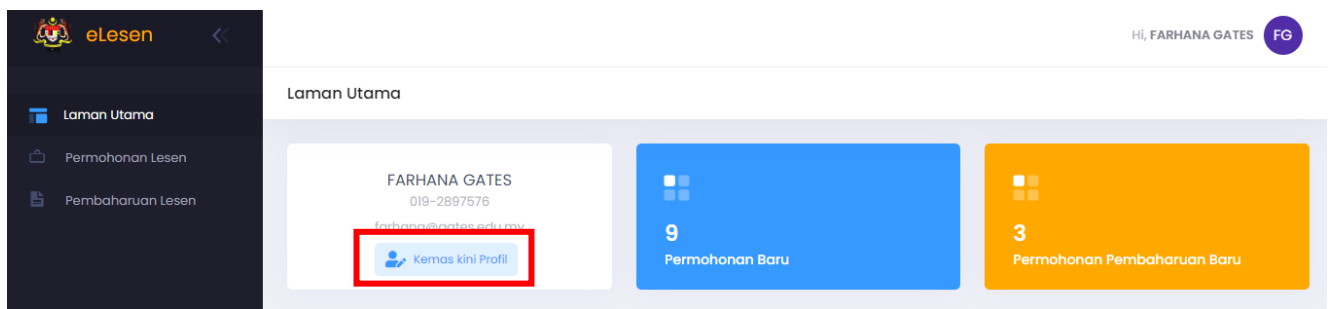 eLesen
Hi, FARHANA GATES FG
Laman Utama
Laman Utama
Permohonan Lesen
Pembaharuan Lesen
FARHANA GATES
019-2897576
farhana@gates.edu.my
Kemas kini Profil
9
Permohonan Baru
3
Permohonan Pembaharuan Baru